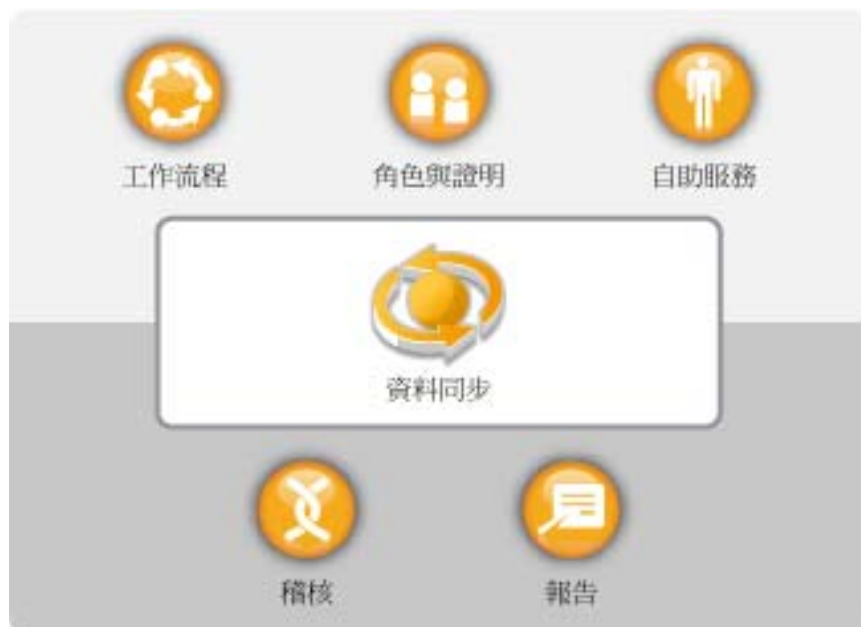 工作流程
角色與證明
自助服務
資料同步
稽核
報告